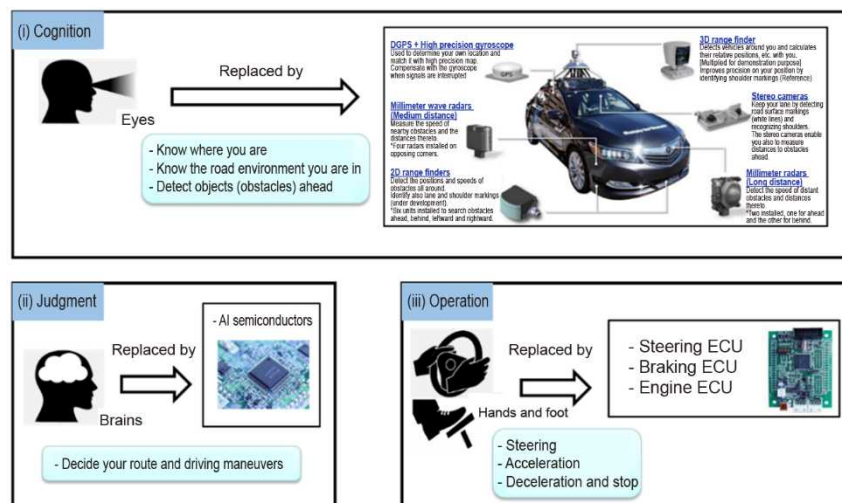 (i) Cognition
Replaced by
Eyes
- Know where you are
- Know the road environment you are in
- Detect objects (obstacles) ahead
DGPS + High precision gyroscope
Used to determine your own location and
match it with high precision map.
Compensate with the gyroscope
when signals are interrupted
GPS
Millimeter wave radars
(Medium distance)
Measure the speed of
nearby obstacles and the
distances thereto.
*Four radars installed on
opposing corners.
2D range finders
Detect the positions and speeds of
obstacles all around.
Identify also lane and shoulder markings
(under development).
*Six units installed to search obstacles
ahead, behind, leftward and rightward.
3D range finder
Detects vehicles around you and calculates
their relative positions, etc. with you.
[Multiplied for demonstration purpose]
Improves precision on your position by
identifying shoulder markings (Reference)
Stereo cameras
Keep your lane by detecting
road surface markings
(white lines) and
recognizing shoulders.
The stereo cameras enable
you also to measure
distances to obstacles
ahead.
Millimeter radars
(Long distance)
Detect the speed of distant
obstacles and distances
thereto.
*Two installed, one for ahead
and the other for behind.
(ii) Judgment
Replaced by
Brains
- AI semiconductors
- Decide your route and driving maneuvers
(iii) Operation
Replaced by
Hands and foot
- Steering ECU
- Braking ECU
- Engine ECU
- Steering
- Acceleration
- Deceleration and stop